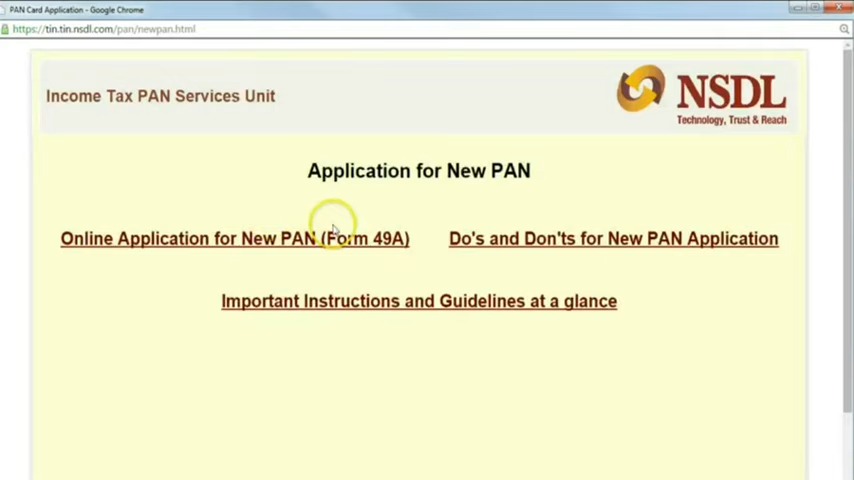 PAN Card Application - Google Chrome
https://tin.tin.nsdl.com/pan/newpan.html
Income Tax PAN Services Unit
NSDL
Technology, Trust & Reach
Application for New PAN
Online Application for New PAN (Form 49A)
Do's and Don'ts for New PAN Application
Important Instructions and Guidelines at a glance